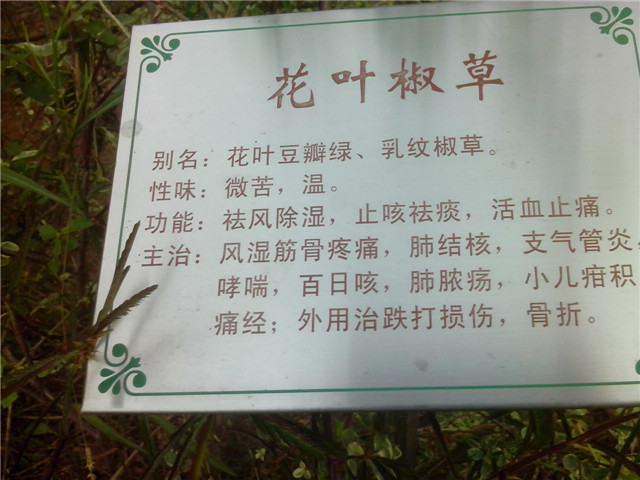 花叶椒草
别名：花叶豆瓣绿、乳纹椒草。
性味：微苦，温。
功能：祛风除湿，止咳祛痰，活血止痛。
主治：风湿筋骨疼痛，肺结核，支气管炎，
哮喘，百日咳，肺脓疡，小儿疳积
痛经；外用治跌打损伤，骨折。